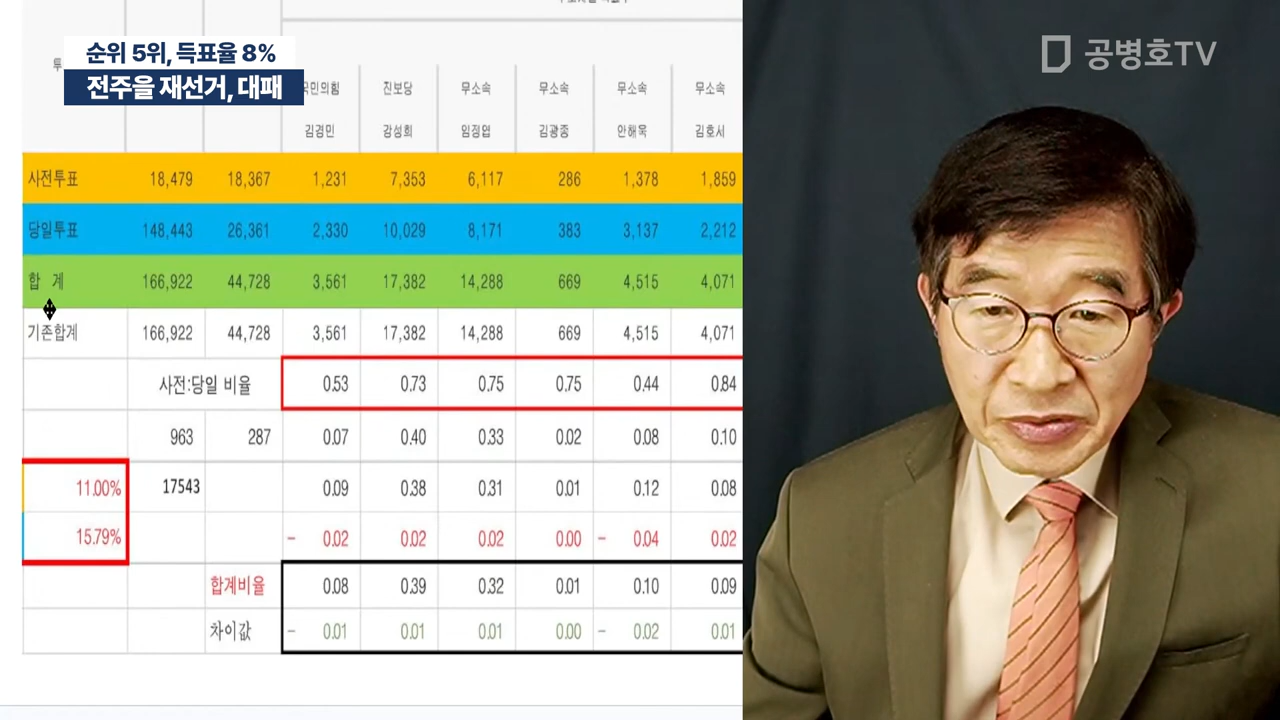 순위 5위, 득표율 8%
전주을 재선거, 대패
공병호TV
국민의힘 진보당 무소속 무소속 무소속 무소속
김경민 강성희 임정엽 김광종 안해욱 김호서
사전투표 18,479 18,367 1,231 7,353 6,117 286 1,378 1,859
당일투표 148,443 26,361 2,330 10,029 8,171 383 3,137 2,212
합 계 166,922 44,728 3,561 17,382 14,288 669 4,515 4,071
기존합계 166,922 44,728 3,561 17,382 14,288 669 4,515 4,071
사전:당일 비율 0.53 0.73 0.75 0.75 0.44 0.84
963 287 0.07 0.40 0.33 0.02 0.08 0.10
11.00% 17543 0.09 0.38 0.31 0.01 0.12 0.08
15.79% - 0.02 0.02 0.02 0.00 - 0.04 0.02
합계비율 0.08 0.39 0.32 0.01 0.10 0.09
차이값 - 0.01 0.01 0.01 0.00 - 0.02 0.01